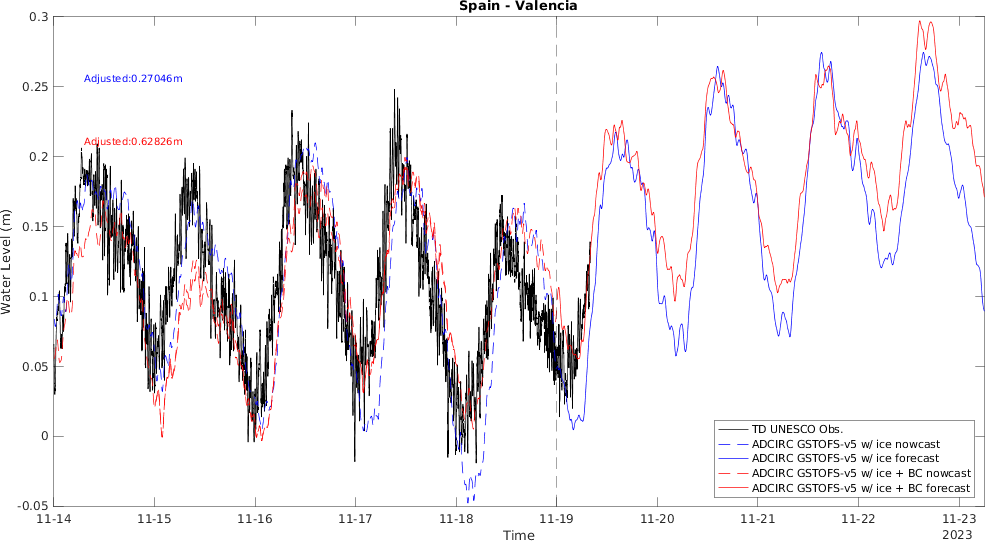 Spain - Valencia
0.3
0.25
0.2
0.15
0.1
0.05
0
-0.05
Water Level (m)
Adjusted:0.27046m
Adjusted:0.62826m
TD UNESCO Obs.
ADCIRC GSTOFS-v5 w/ ice nowcast
ADCIRC GSTOFS-v5 w/ ice forecast
ADCIRC GSTOFS-v5 w/ ice + BC nowcast
ADCIRC GSTOFS-v5 w/ ice + BC forecast
11-14 11-15 11-16 11-17 11-18 11-19 11-20 11-21 11-22 11-23
Time
2023